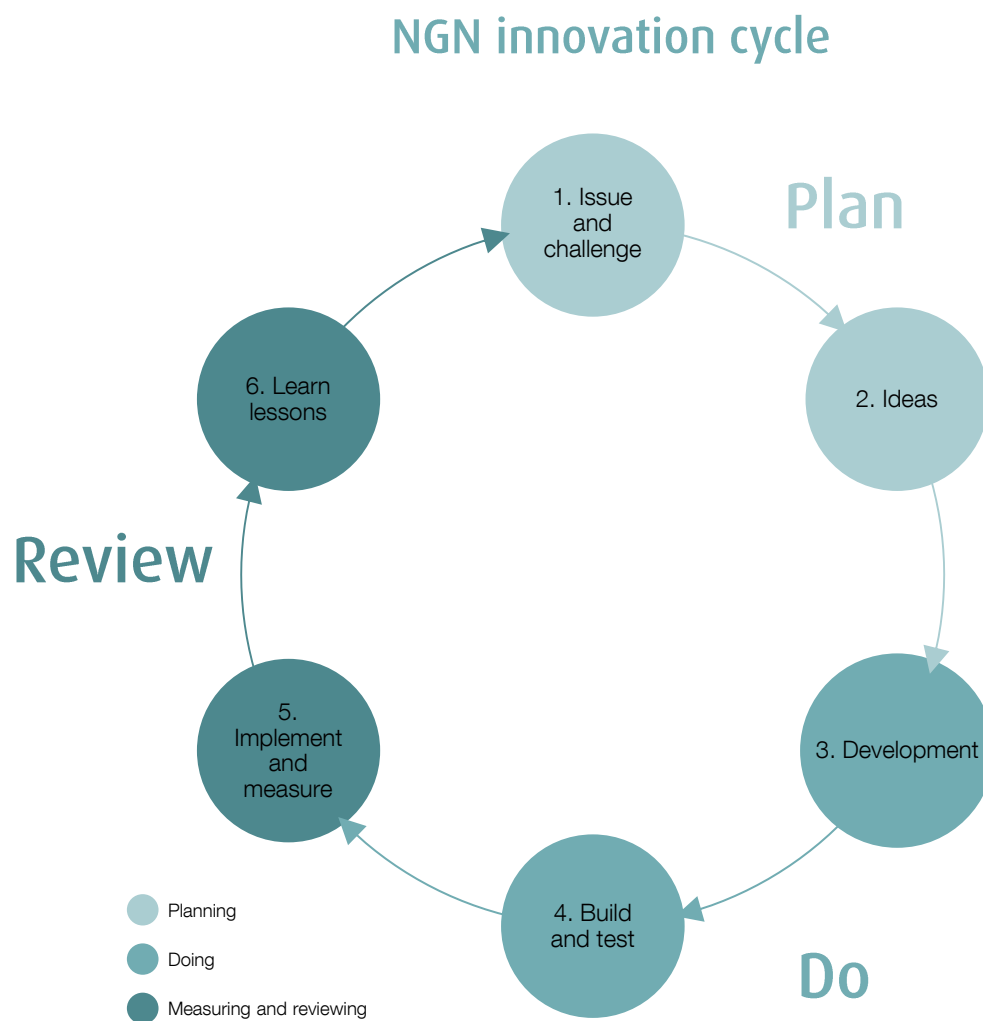 NGN innovation cycle
1. Issue
and
challenge
Plan
2. Ideas
3. Development
Do
4. Build
and test
5.
Implement
and
measure
Review
6. Learn
lessons
Planning
Doing
Measuring and reviewing